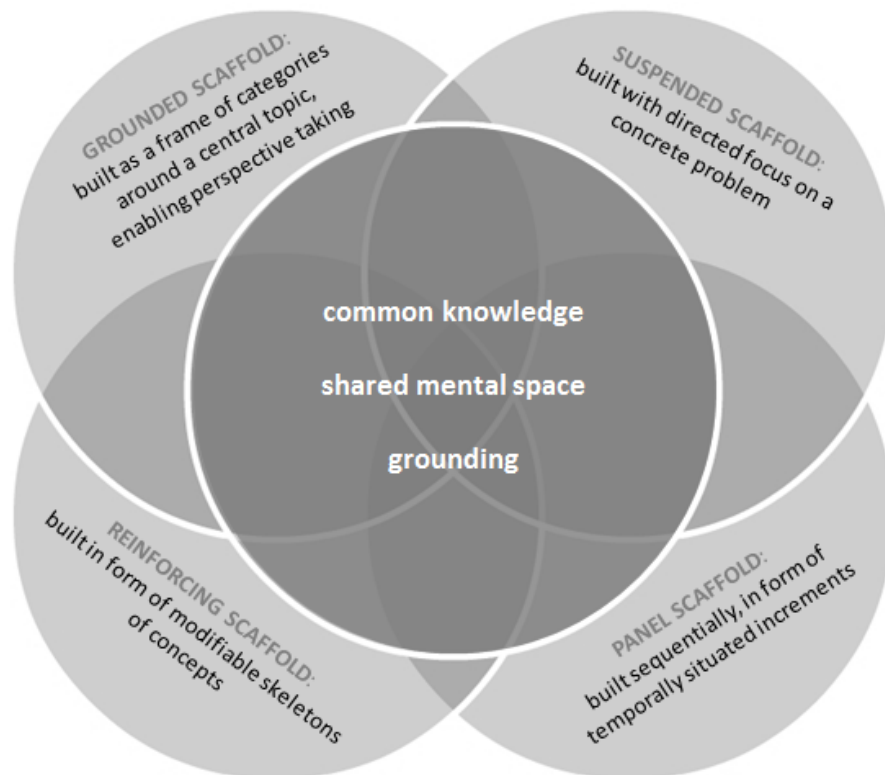 GROUNDED SCAFFOLD:
built as a frame of categories
around a central topic,
enabling perspective taking
SUSPENDED SCAFFOLD:
built with directed focus on a
concrete problem
common knowledge
shared mental space
grounding
REINFORCING SCAFFOLD:
built in form of modifiable skeletons
of concepts
PANEL SCAFFOLD:
built sequentially, in form of
temporally situated increments